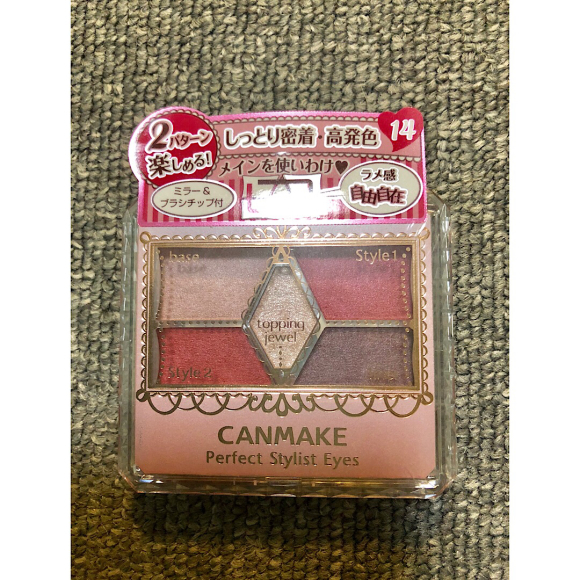 2パターン
楽しめる!
しっとり密着・高発色
14
メインを使いわけ♥
ミラー&
ブラシチップ付
ラメ感
自由自在
base
Style1
topping
jewel
Style2
CANMAKE
Perfect Stylist Eyes